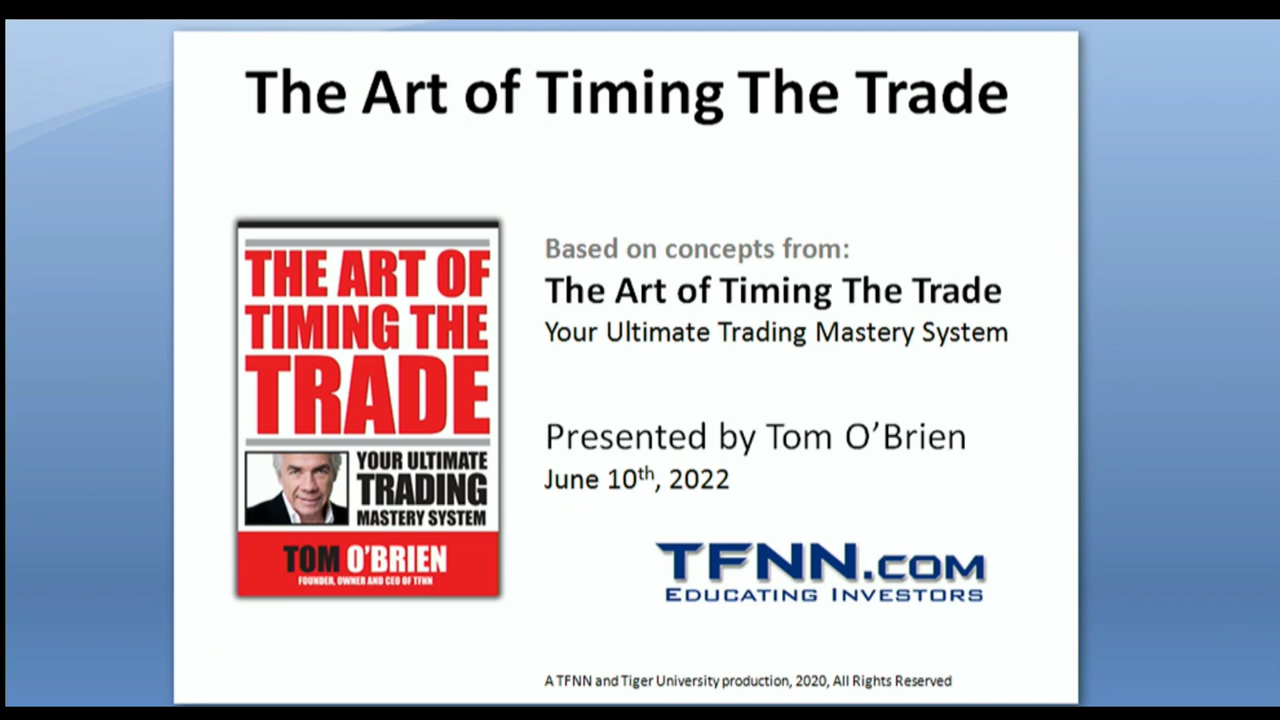 The Art of Timing The Trade
THE ART OF
TIMING THE
TRADE
YOUR ULTIMATE
TRADING
MASTERY SYSTEM
TOM O'BRIEN
FOUNDER, OWNER AND CEO OF TFNN
Based on concepts from:
The Art of Timing The Trade
Your Ultimate Trading Mastery System
Presented by Tom O’Brien
June 10th, 2022
TFNN.COM
EDUCATING INVESTORS
A TFNN and Tiger University production, 2020, All Rights Reserved